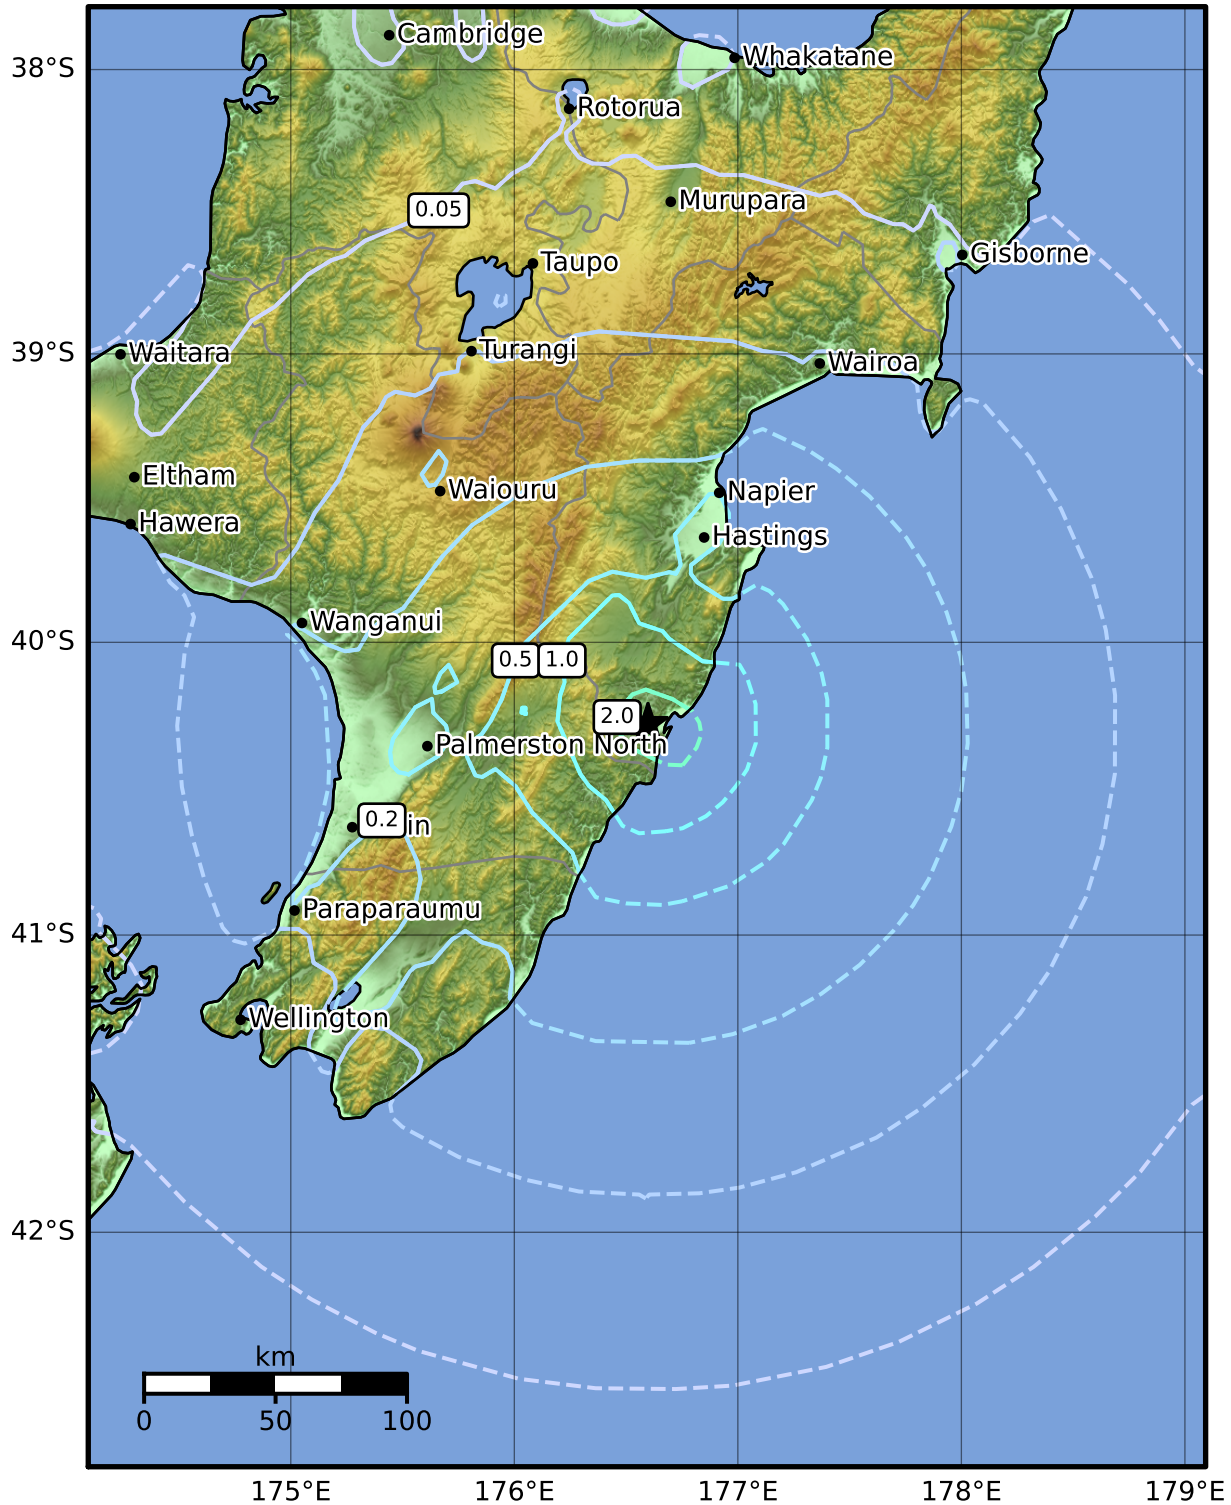 Cambridge
Whakatane
38°S
Rotorua
Murupara
0.05
Gisborne
Taupo
Turangi
39°S
Waitara
Wairoa
Eltham
Waiouru
Napier
Hawera
Hastings
Wanganui
40°S
0.5
1.0
2.0
Palmerston North
0.2
in
Paraparaumu
41°S
Wellington
42°S
km
0
50
100
175°E
176°E
177°E
178°E
179°E